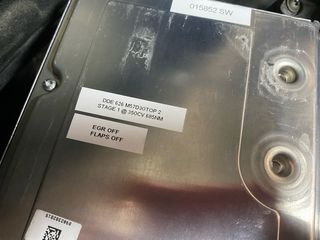 015852 SW
DDE 626 M57D30TOP 2
STAGE 1 @ 350CV 685NM
EGR OFF
FLAPS OFF